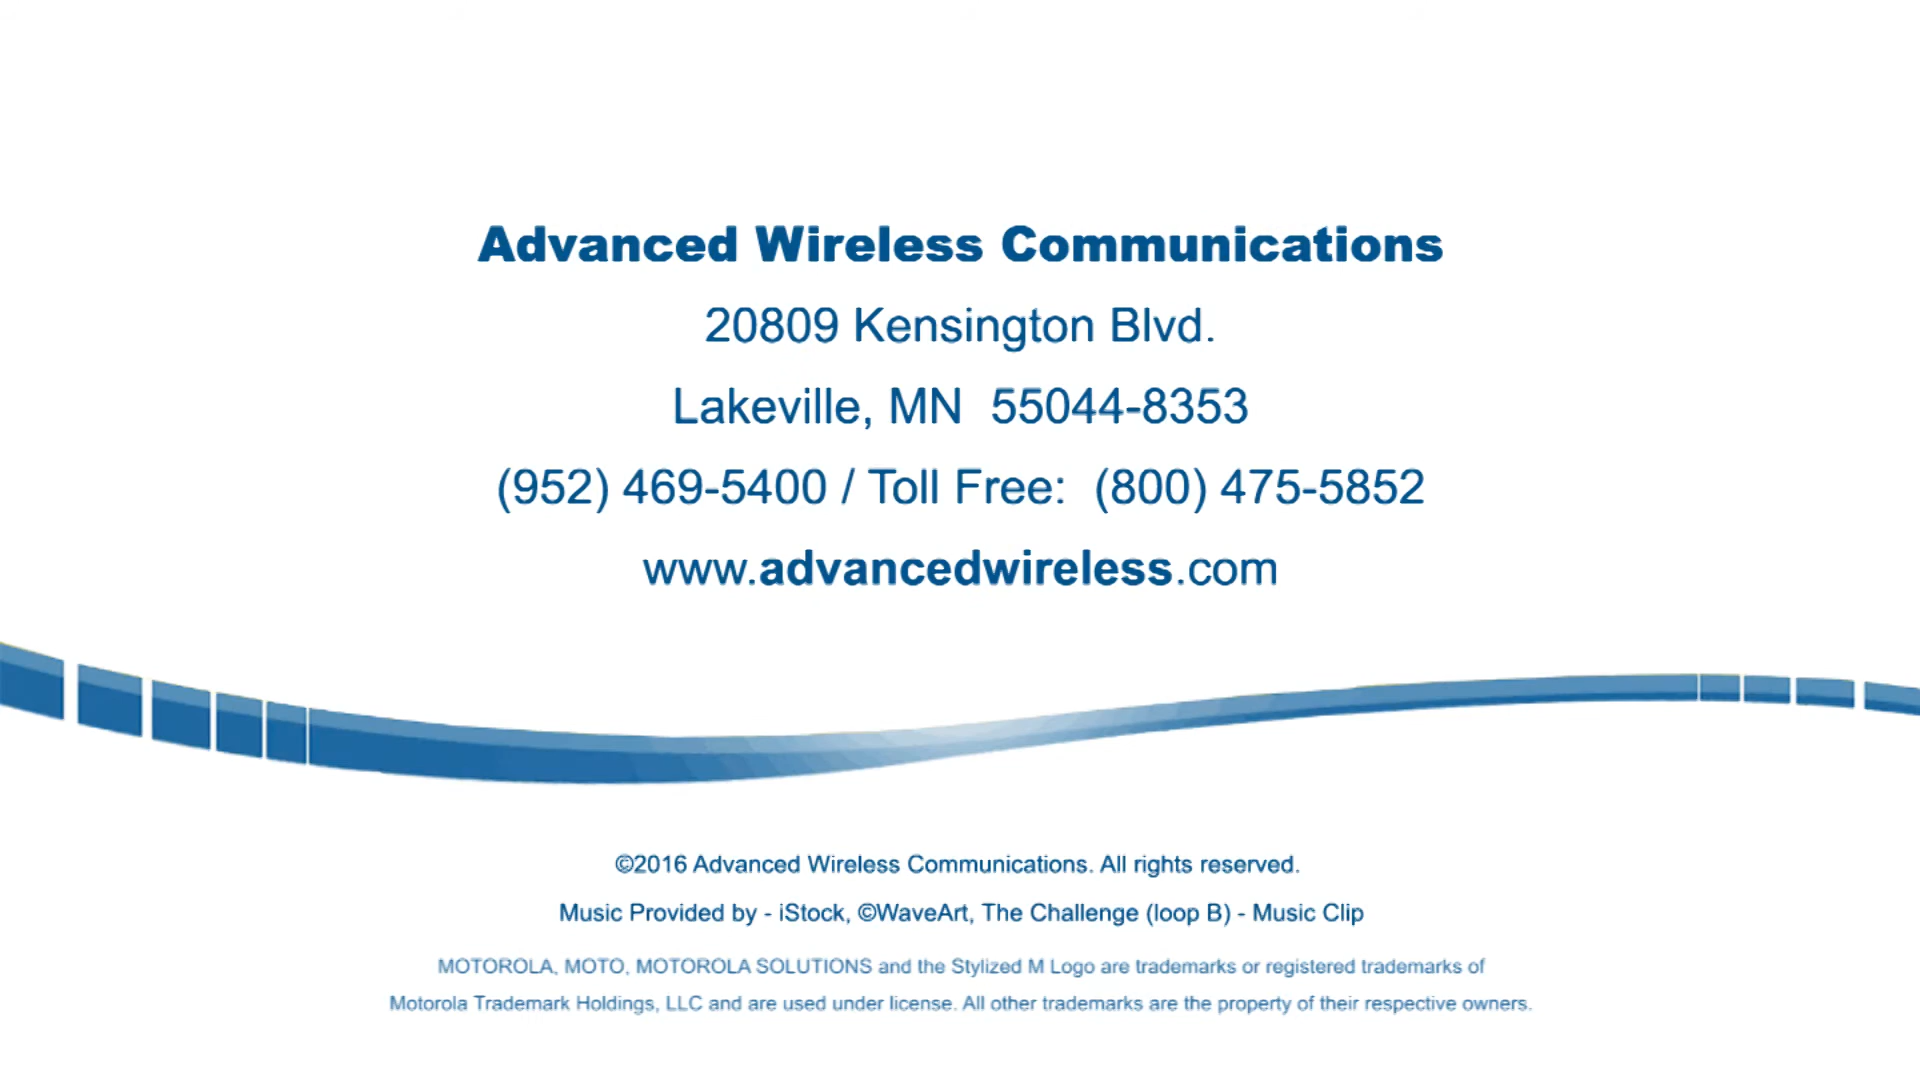 Advanced Wireless Communications
20809 Kensington Blvd.
Lakeville, MN  55044-8353
(952) 469-5400 / Toll Free:  (800) 475-5852
www.advancedwireless.com
©2016 Advanced Wireless Communications. All rights reserved.
Music Provided by - iStock, ©WaveArt, The Challenge (loop B) - Music Clip
MOTOROLA, MOTO, MOTOROLA SOLUTIONS and the Stylized M Logo are trademarks or registered trademarks of
Motorola Trademark Holdings, LLC and are used under license. All other trademarks are the property of their respective owners.